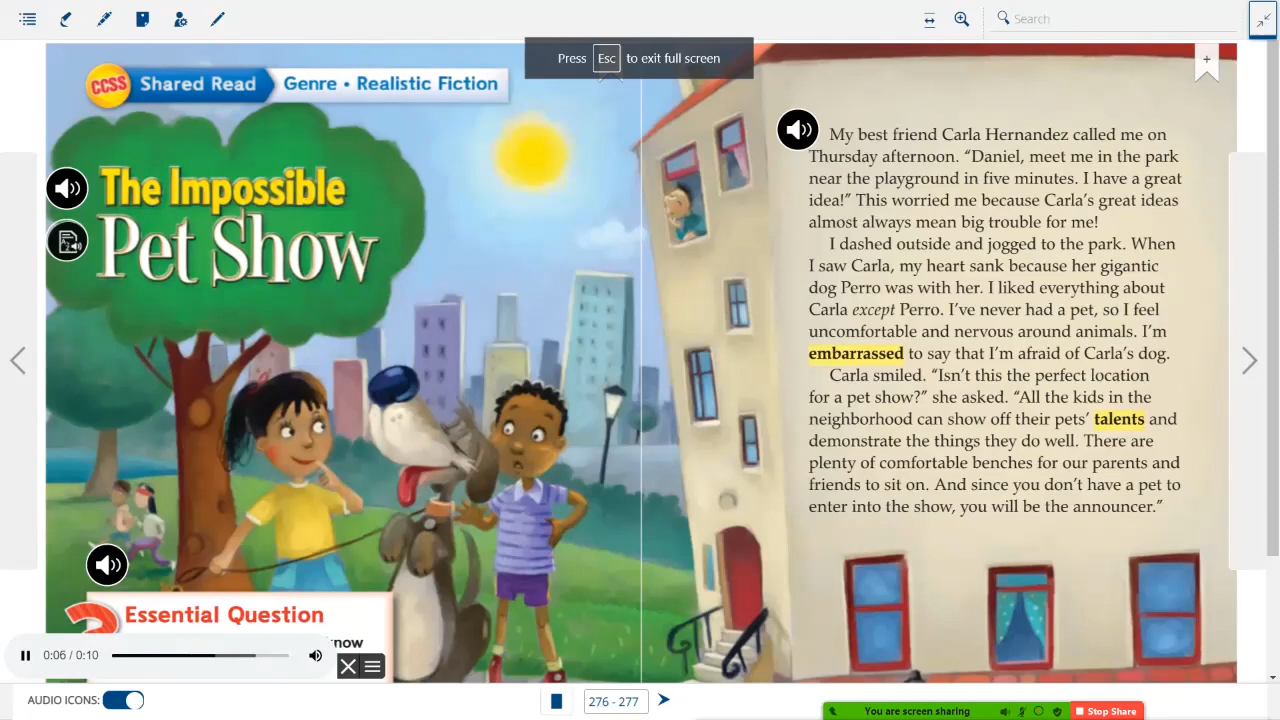 Search
Press Esc to exit full screen
CCSS Shared Read Genre • Realistic Fiction
+
The Impossible
Pet Show
My best friend Carla Hernandez called me on
Thursday afternoon. “Daniel, meet me in the park
near the playground in five minutes. I have a great
idea!” This worried me because Carla’s great ideas
almost always mean big trouble for me!
I dashed outside and jogged to the park. When
I saw Carla, my heart sank because her gigantic
dog Perro was with her. I liked everything about
Carla except Perro. I’ve never had a pet, so I feel
uncomfortable and nervous around animals. I’m
embarrassed to say that I’m afraid of Carla’s dog.
Carla smiled. “Isn’t this the perfect location
for a pet show?” she asked. “All the kids in the
neighborhood can show off their pets’ talents and
demonstrate the things they do well. There are
plenty of comfortable benches for our parents and
friends to sit on. And since you don’t have a pet to
enter into the show, you will be the announcer.”
? Essential Question
now
0:06 / 0:10
AUDIO ICONS:
276 - 277
You are screen sharing
Stop Share